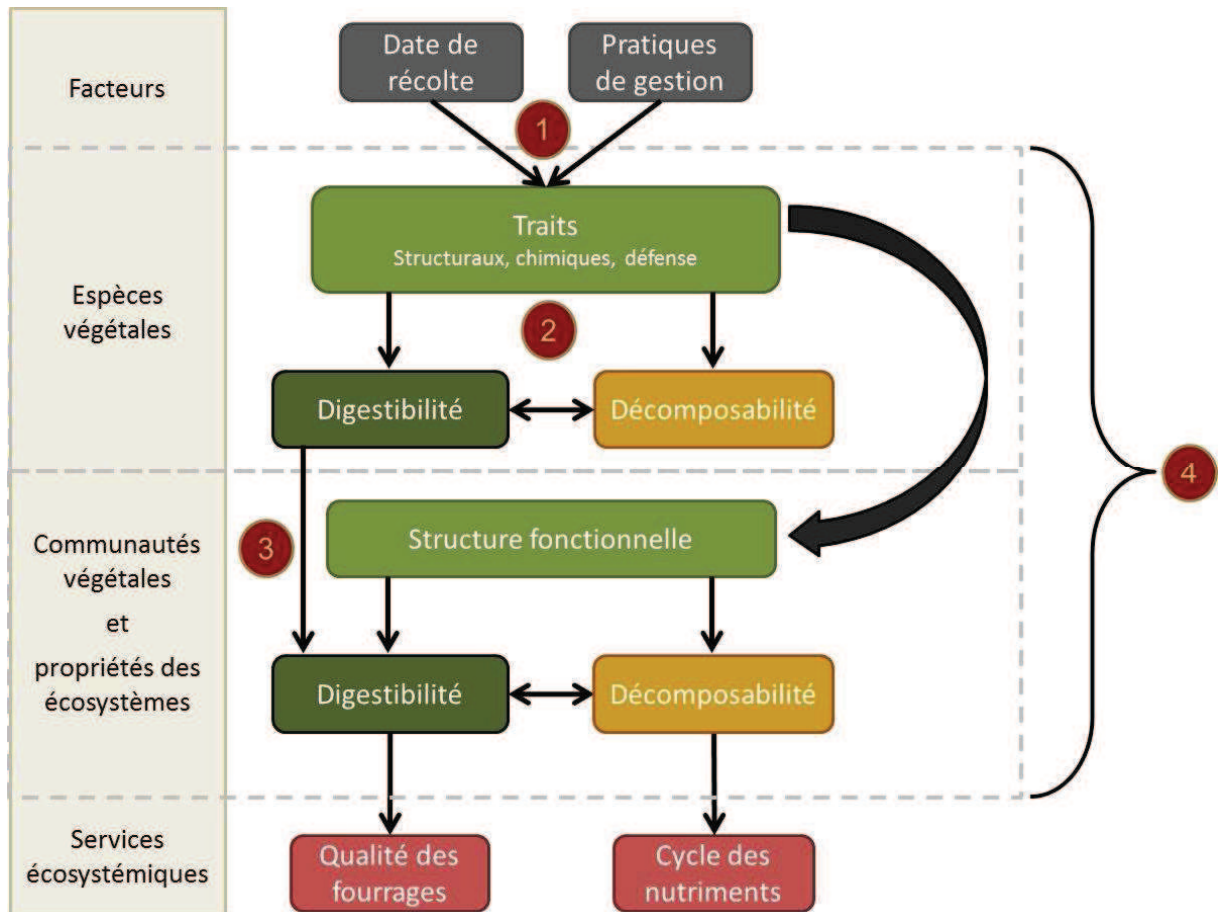 Facteurs
Date de
récolte
Pratiques
de gestion
1
Espèces
végétales
Traits
Structuraux, chimiques, défense
2
Digestibilité
Décomposabilité
4
Communautés
végétales
et
propriétés des
écosystèmes
3
Structure fonctionnelle
Digestibilité
Décomposabilité
Services
écosystémiques
Qualité des
fourrages
Cycle des
nutriments